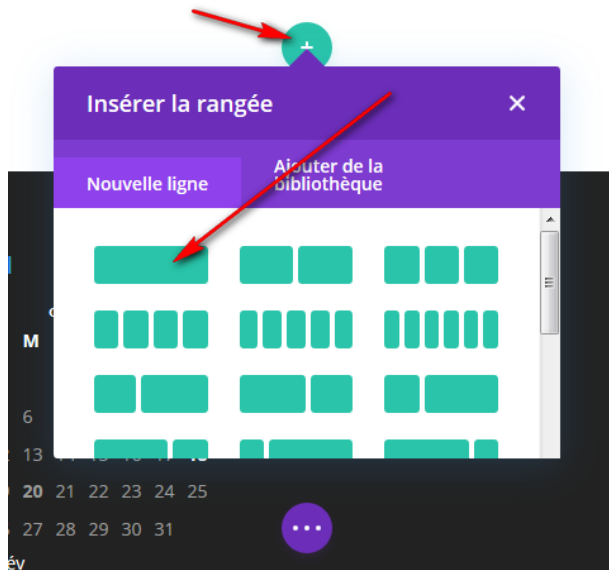 +
Insérer la rangée
×
Nouvelle ligne
Ajouter de la
bibliothèque
M
6
13
20 21 22 23 24 25
27 28 29 30 31
év